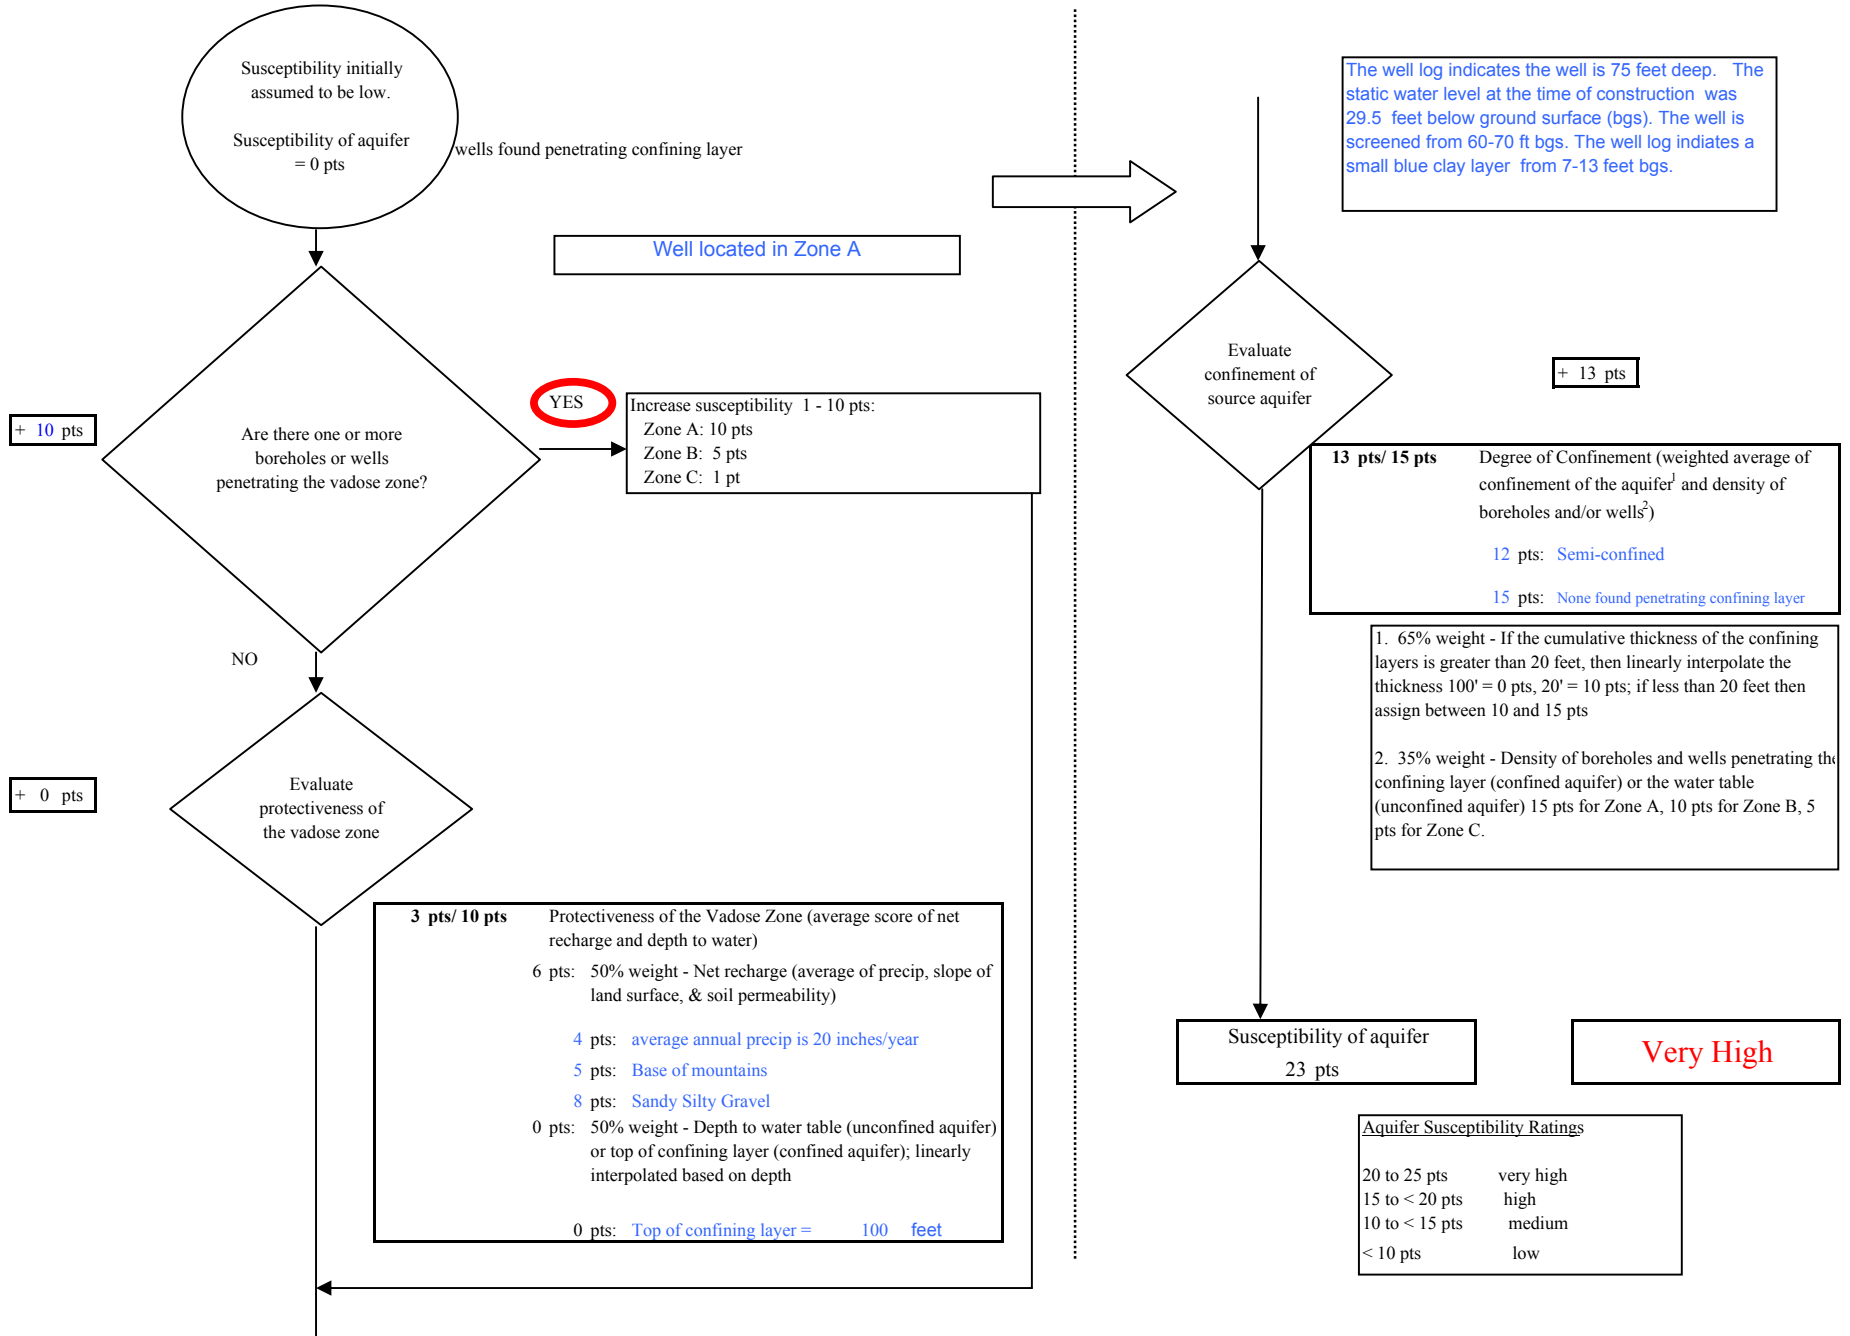 Susceptibility initially
assumed to be low.
Susceptibility of aquifer
= 0 pts
wells found penetrating confining layer
Well located in Zone A
+ 10 pts
Are there one or more
boreholes or wells
penetrating the vadose zone?
YES
Increase susceptibility 1 - 10 pts:
Zone A: 10 pts
Zone B: 5 pts
Zone C: 1 pt
NO
+ 0 pts
Evaluate
protectiveness of
the vadose zone
3 pts/ 10 pts Protectiveness of the Vadose Zone (average score of net
recharge and depth to water)
6 pts: 50% weight - Net recharge (average of precip, slope of
land surface, & soil permeability)
4 pts: average annual precip is 20 inches/year
5 pts: Base of mountains
8 pts: Sandy Silty Gravel
0 pts: 50% weight - Depth to water table (unconfined aquifer)
or top of confining layer (confined aquifer); linearly
interpolated based on depth
0 pts: Top of confining layer = 100 feet
The well log indicates the well is 75 feet deep. The
static water level at the time of construction was
29.5 feet below ground surface (bgs). The well is
screened from 60-70 ft bgs. The well log indiates a
small blue clay layer from 7-13 feet bgs.
Evaluate
confinement of
source aquifer
+ 13 pts
13 pts/ 15 pts Degree of Confinement (weighted average of
confinement of the aquifer1 and density of
boreholes and/or wells2)
12 pts: Semi-confined
15 pts: None found penetrating confining layer
1. 65% weight - If the cumulative thickness of the confining
layers is greater than 20 feet, then linearly interpolate the
thickness 100' = 0 pts, 20' = 10 pts; if less than 20 feet then
assign between 10 and 15 pts
2. 35% weight - Density of boreholes and wells penetrating the
confining layer (confined aquifer) or the water table
(unconfined aquifer) 15 pts for Zone A, 10 pts for Zone B, 5
pts for Zone C.
Susceptibility of aquifer
23 pts
Very High
Aquifer Susceptibility Ratings
20 to 25 pts very high
15 to < 20 pts high
10 to < 15 pts medium
< 10 pts low